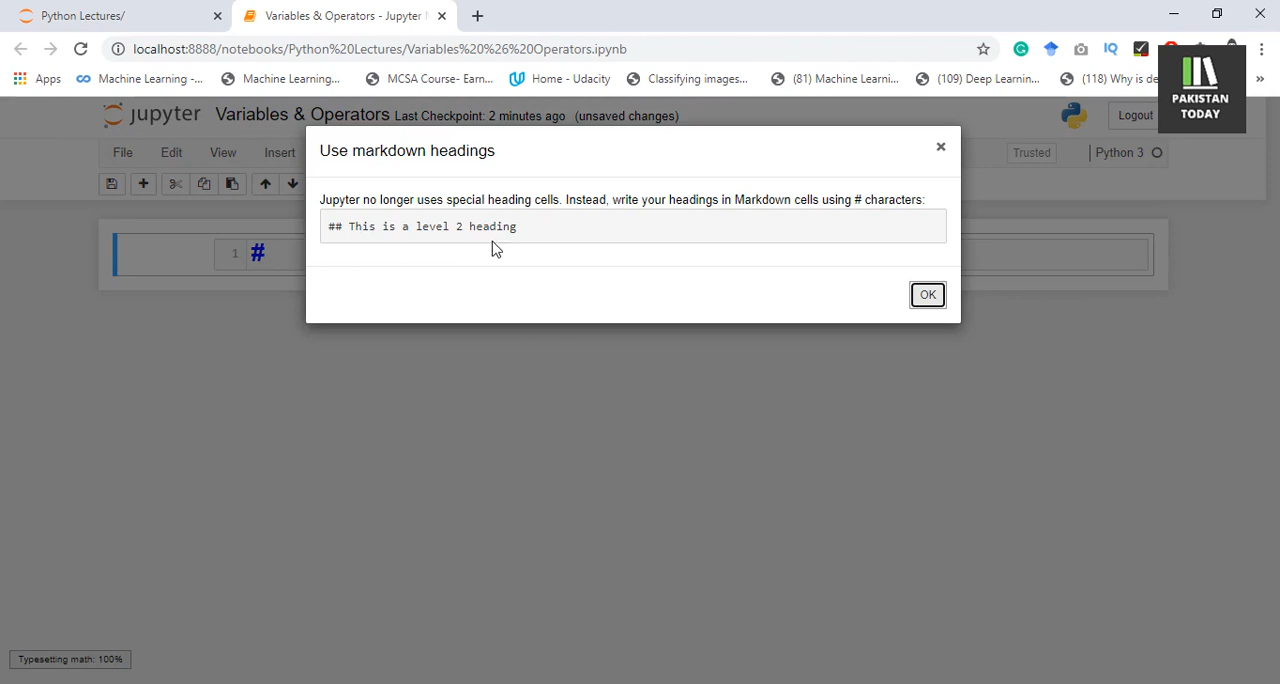 Python Lectures/
Variables & Operators - Jupyter
localhost:8888/notebooks/Python%20Lectures/Variables%20%26%20Operators.ipynb
IQ
Apps
Machine Learning -...
Machine Learning...
MCSA Course- Earn...
Home - Udacity
Classifying images...
(81) Machine Learni...
(109) Deep Learnin...
(118) Why is de
»
PAKISTAN
TODAY
jupyter Variables & Operators Last Checkpoint: 2 minutes ago (unsaved changes)
Logout
File Edit View Insert
Trusted
Python 3
Use markdown headings
Jupyter no longer uses special heading cells. Instead, write your headings in Markdown cells using # characters:
## This is a level 2 heading
1 #
OK
Typesetting math: 100%